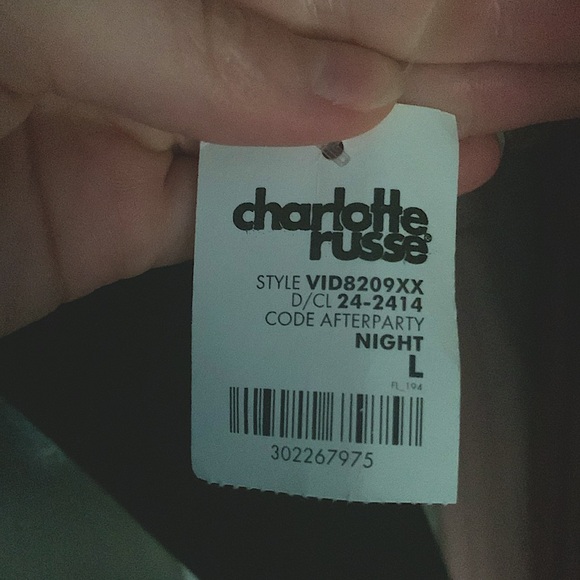 charlotte
russe®
STYLE VID8209XX
D/CL 24-2414
CODE AFTERPARTY
NIGHT
L
FL_194
302267975